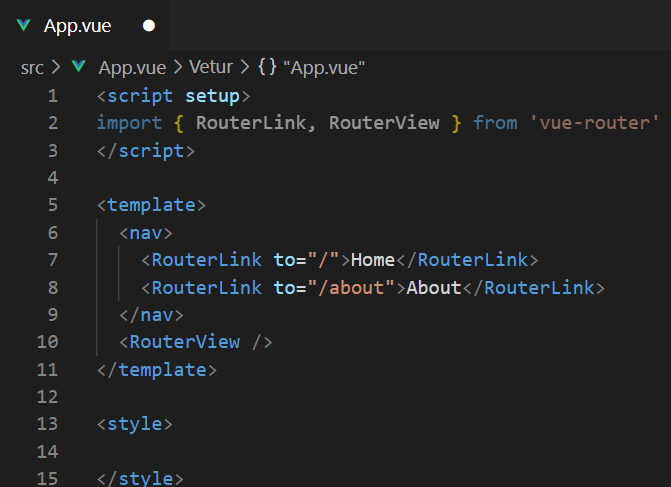 App.vue
src > App.vue > Vetur > {} "App.vue"
1 <script setup>
2 import { RouterLink, RouterView } from 'vue-router'
3 </script>
4
5 <template>
6   <nav>
7     <RouterLink to="/">Home</RouterLink>
8     <RouterLink to="/about">About</RouterLink>
9   </nav>
10   <RouterView />
11 </template>
12
13 <style>
14
15 </style>